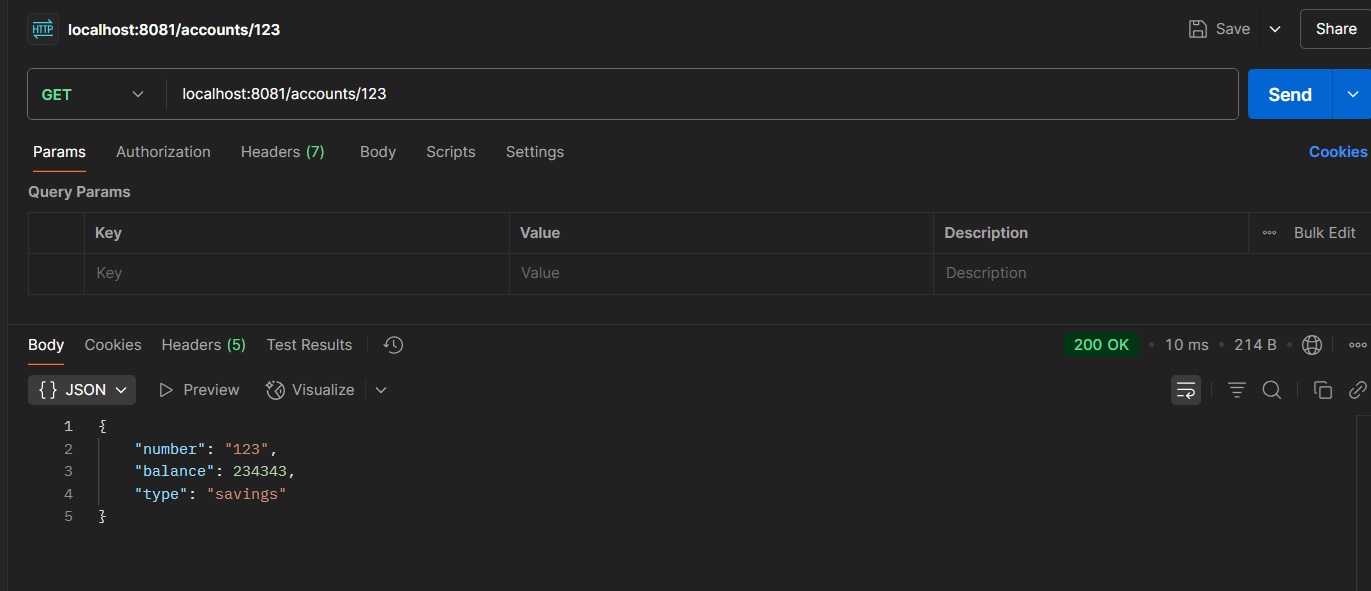 HTTP localhost:8081/accounts/123 Save Share
GET localhost:8081/accounts/123 Send
Params Authorization Headers (7) Body Scripts Settings Cookies
Query Params
Key Value Description Bulk Edit
Key Value Description
Body Cookies Headers (5) Test Results 200 OK • 10 ms • 214 B •
{} JSON Preview Visualize
1 {
2 "number": "123",
3 "balance": 234343,
4 "type": "savings"
5 }